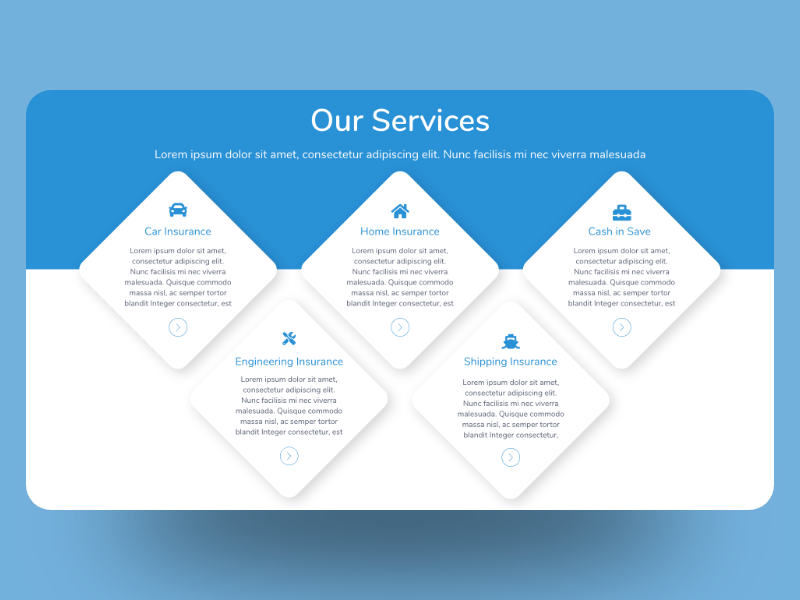 Our Services
Lorem ipsum dolor sit amet, consectetur adipiscing elit. Nunc facilisis mi nec viverra malesuada
Car Insurance
Lorem ipsum dolor sit amet,
consectetur adipiscing elit.
Nunc facilisis mi nec viverra
malesuada. Quisque commodo
massa nisl, ac semper tortor
blandit Integer consectetur, est
Home Insurance
Lorem ipsum dolor sit amet,
consectetur adipiscing elit.
Nunc facilisis mi nec viverra
malesuada. Quisque commodo
massa nisl, ac semper tortor
blandit Integer consectetur, est
Cash in Save
Lorem ipsum dolor sit amet,
consectetur adipiscing elit.
Nunc facilisis mi nec viverra
malesuada. Quisque commodo
massa nisl, ac semper tortor
blandit Integer consectetur, est
Engineering Insurance
Lorem ipsum dolor sit amet,
consectetur adipiscing elit.
Nunc facilisis mi nec viverra
malesuada. Quisque commodo
massa nisl, ac semper tortor
blandit Integer consectetur, est
Shipping Insurance
Lorem ipsum dolor sit amet,
consectetur adipiscing elit.
Nunc facilisis mi nec viverra
malesuada. Quisque commodo
massa nisl, ac semper tortor
blandit Integer consectetur,